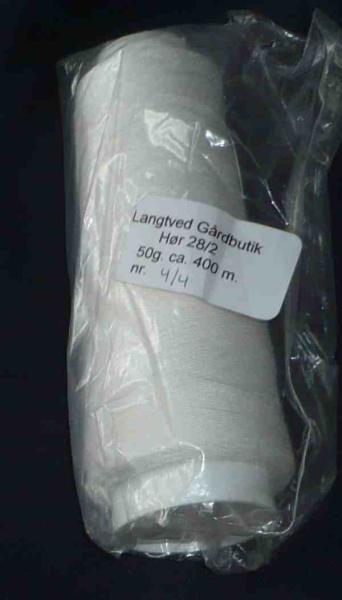 Langtved Gårdbutik
Hør 28/2
50g. ca. 400 m.
nr. 4/4